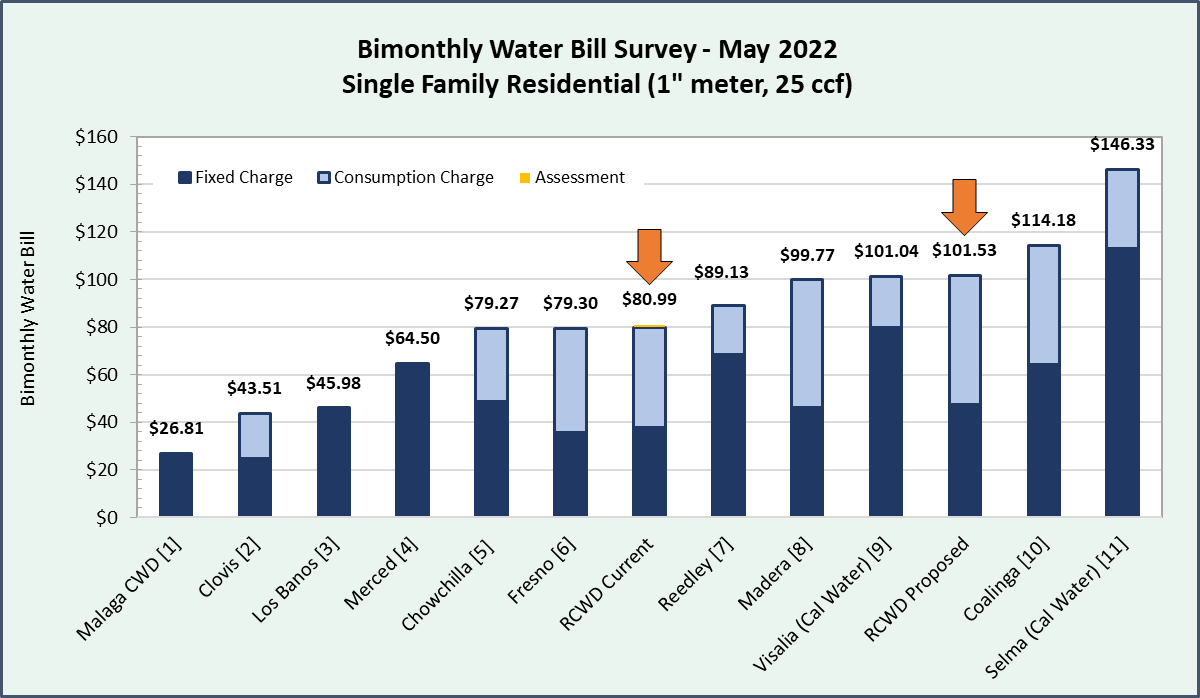 Bimonthly Water Bill Survey - May 2022
Single Family Residential (1" meter, 25 ccf)
Bimonthly Water Bill
$160
$140
$120
$100
$80
$60
$40
$20
$0
Fixed Charge
Consumption Charge
Assessment
$26.81
$43.51
$45.98
$64.50
$79.27
$79.30
$80.99
$89.13
$99.77
$101.04
$101.53
$114.18
$146.33
Malaga CWD [1]
Clovis [2]
Los Banos [3]
Merced [4]
Chowchilla [5]
Fresno [6]
RCWD Current
Reedley [7]
Madera [8]
Visalia (Cal Water) [9]
RCWD Proposed
Coalinga [10]
Selma (Cal Water) [11]